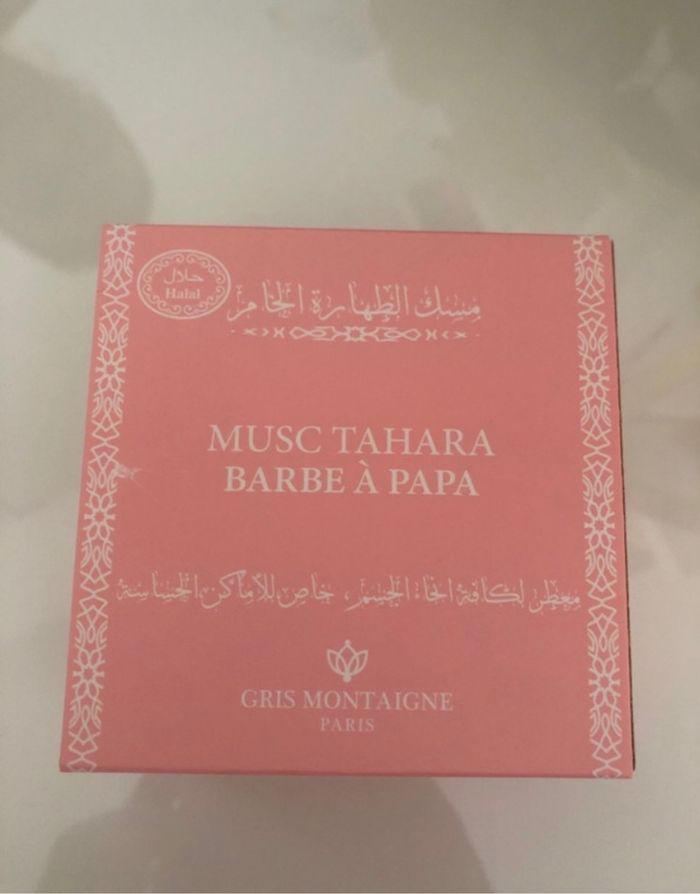 حلال
Halal
مسك الطهارة الخام
MUSC TAHARA
BARBE À PAPA
معطر لكافة انحاء الجسم، خاص للأماكن الحساسة
GRIS MONTAIGNE
PARIS